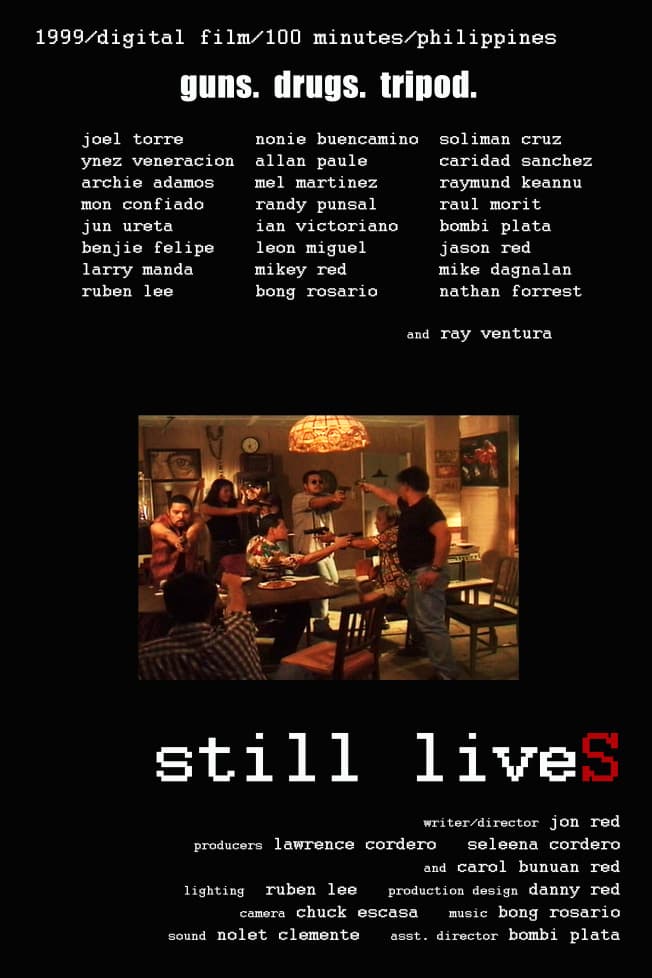 1999/digital film/100 minutes/philippines
guns. drugs. tripod.
joel torre nonie buencamino soliman cruz
ynez veneracion allan paule caridad sanchez
archie adamos mel martinez raymund keannu
mon confiado randy punsal raul morit
jun ureta ian victoriano bombi plata
benjie felipe leon miguel jason red
larry manda mikey red mike dagnalan
ruben lee bong rosario nathan forrest
and ray ventura
still liveS
writer/director jon red
producers lawrence cordero seleena cordero
and carol bunuan red
lighting ruben lee production design danny red
camera chuck escasa music bong rosario
sound nolet clemente asst. director bombi plata